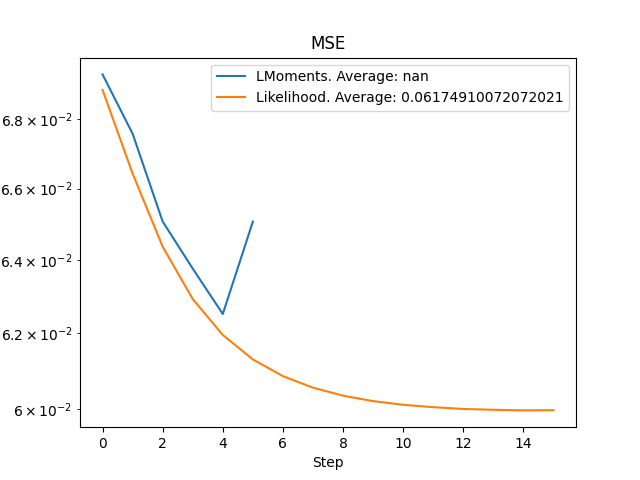 MSE
LMoments. Average: nan
Likelihood. Average: 0.06174910072072021
6.8 × 10⁻²
6.6 × 10⁻²
6.4 × 10⁻²
6.2 × 10⁻²
6 × 10⁻²
0 2 4 6 8 10 12 14
Step